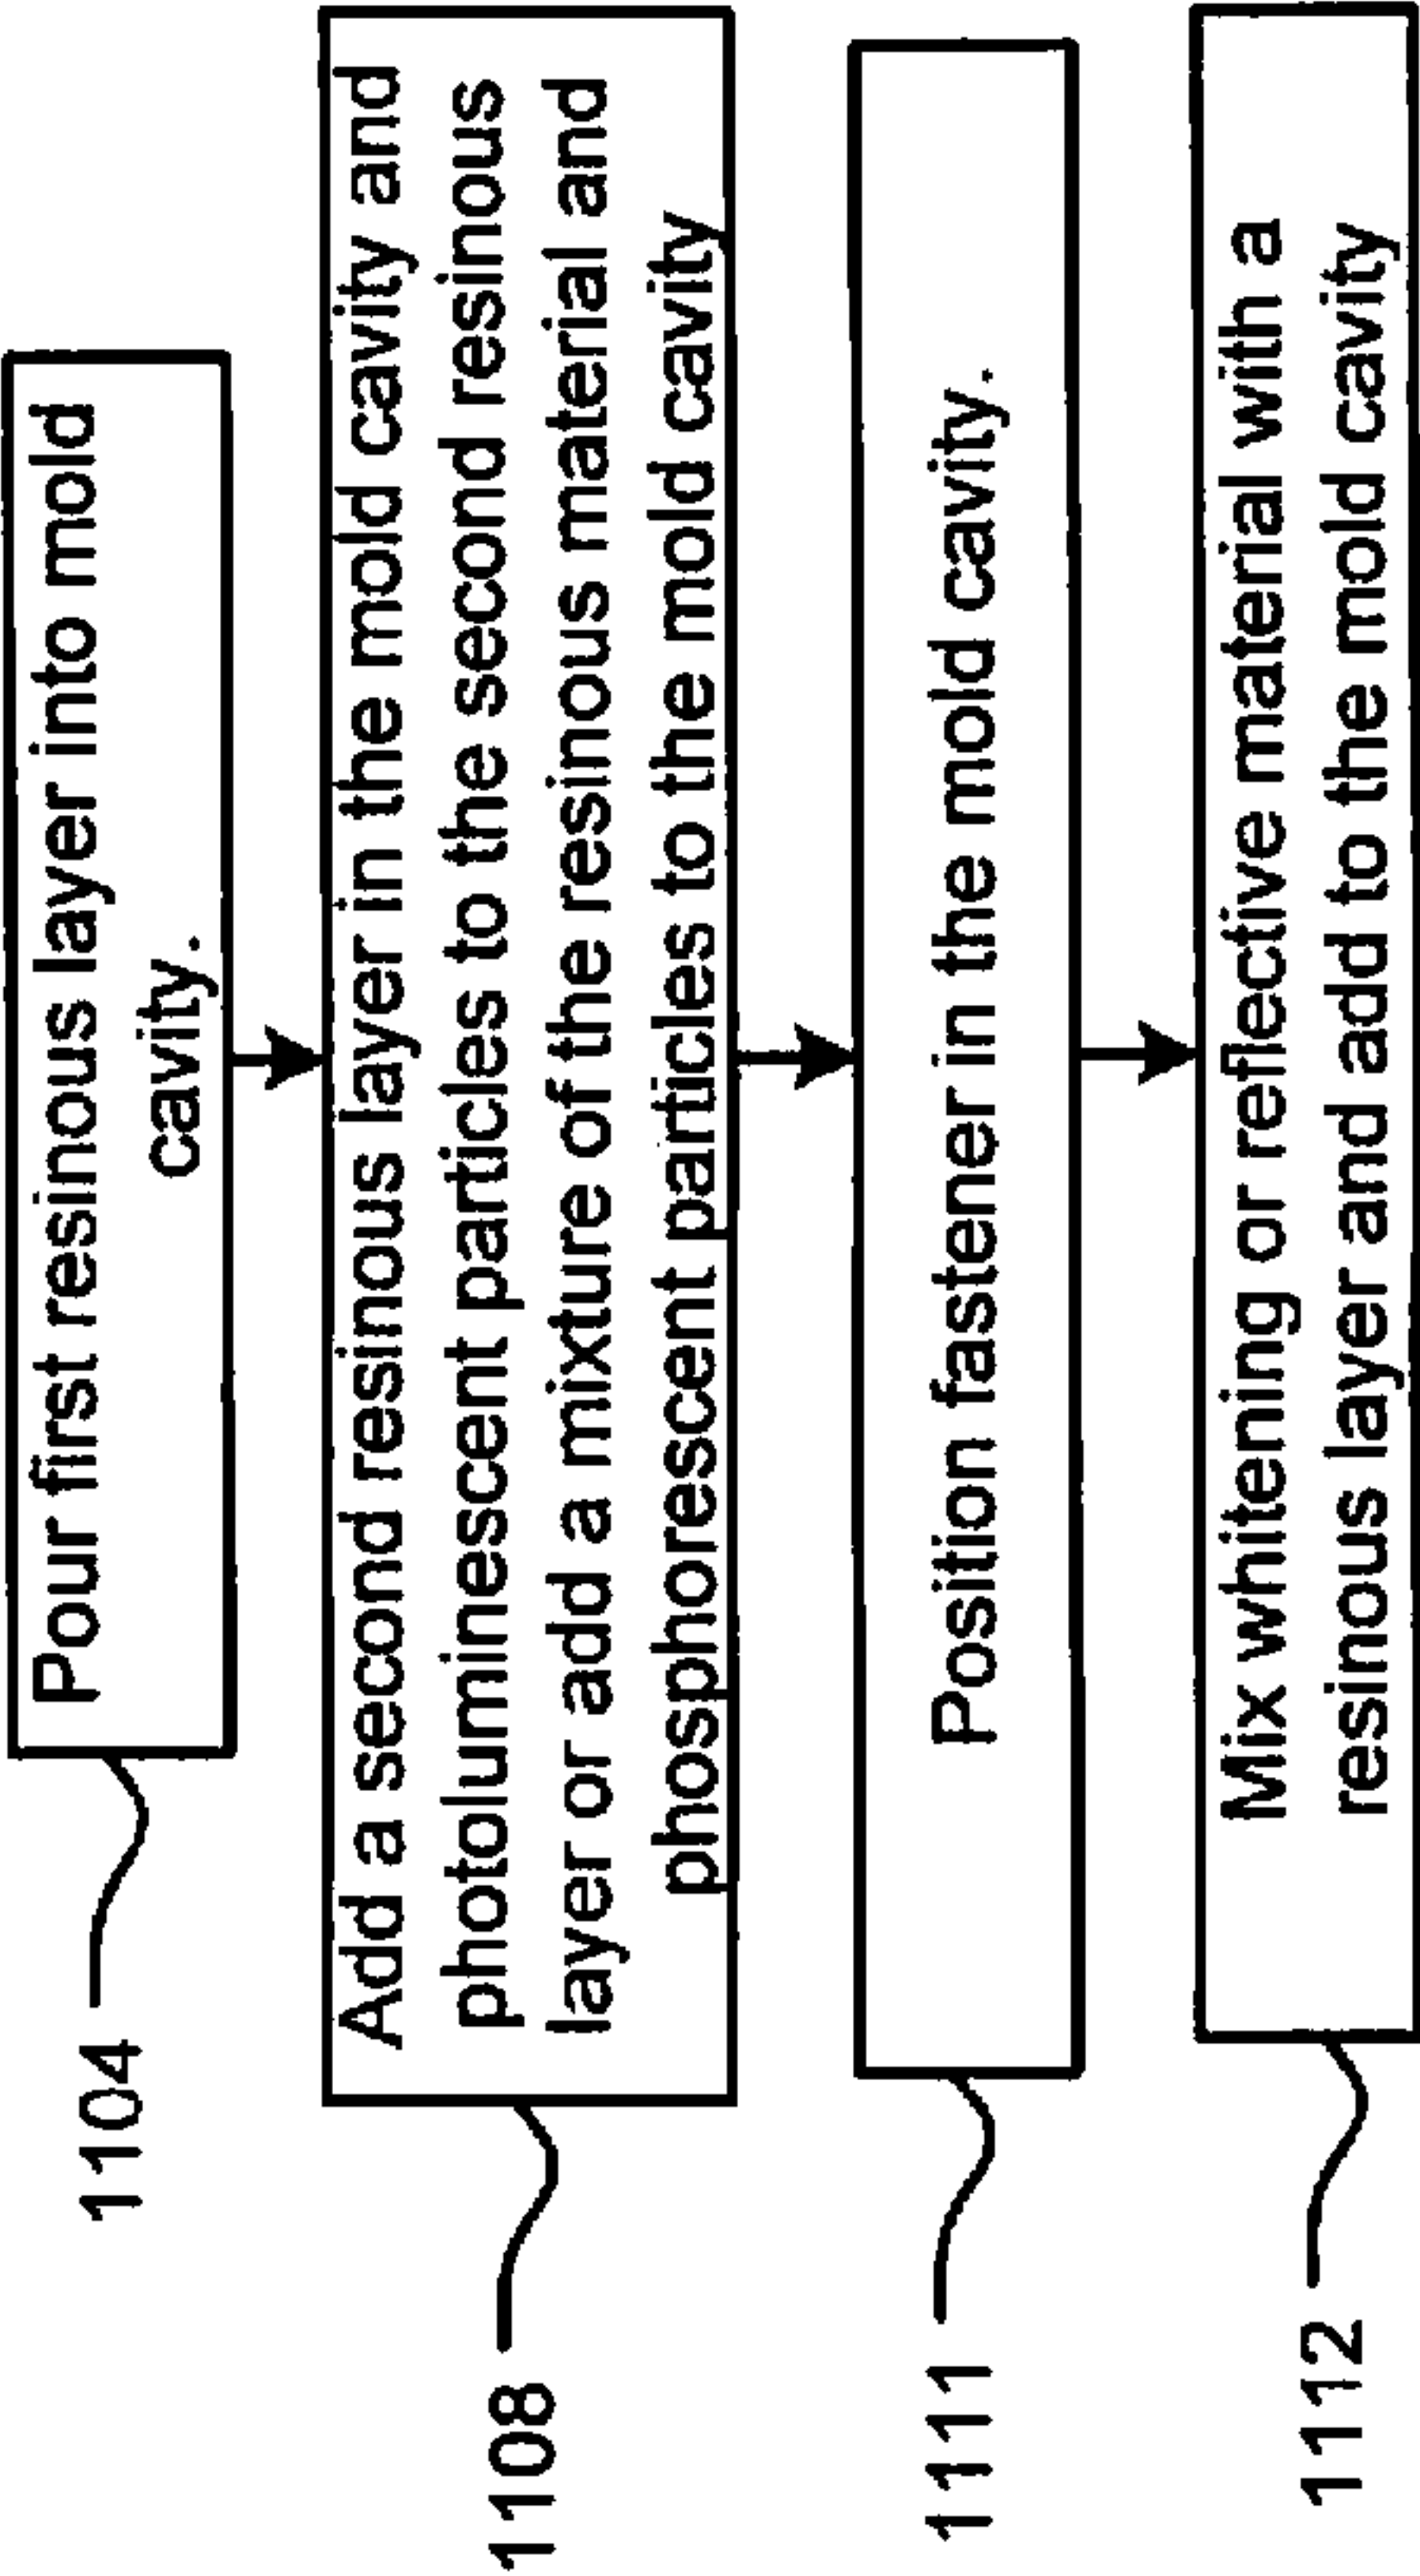 Pour first resinous layer into mold
cavity.
1104
Add a second resinous layer in the mold cavity and
photoluminescent particles to the second resinous
layer or add a mixture of the resinous material and
phosphorescent particles to the mold cavity
1108
Position fastener in the mold cavity.
1111
Mix whitening or reflective material with a
resinous layer and add to the mold cavity
1112